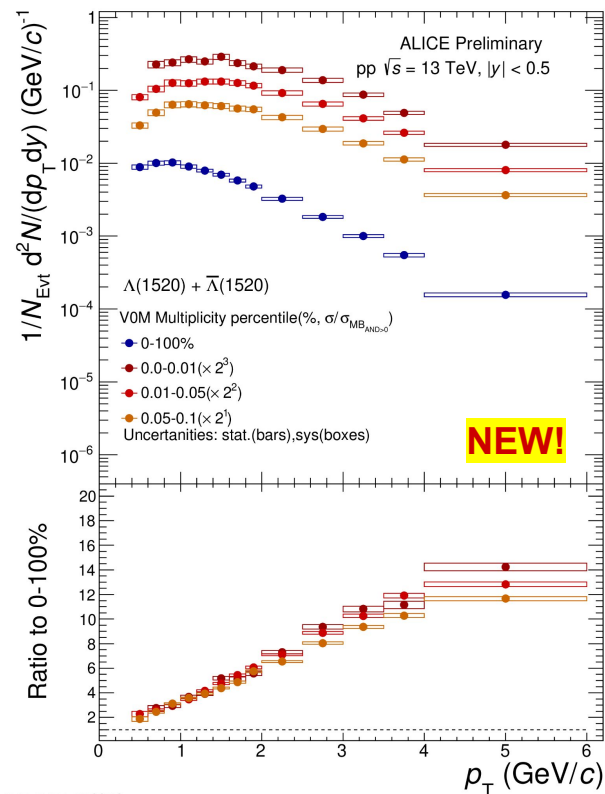 1/N_Evt d²N/(dp_T dy) (GeV/c)⁻¹
1
10⁻¹
10⁻²
10⁻³
10⁻⁴
10⁻⁵
10⁻⁶
ALICE Preliminary
pp √s = 13 TeV, |y| < 0.5
Λ(1520) + Λ̅(1520)
V0M Multiplicity percentile(%, σ/σ_MB_AND>0)
0-100%
0.0-0.01(× 2³)
0.01-0.05(× 2²)
0.05-0.1(× 2¹)
Uncertanities: stat.(bars),sys(boxes)
NEW!
Ratio to 0-100%
20
18
16
14
12
10
8
6
4
2
0 1 2 3 4 5 6
p_T (GeV/c)